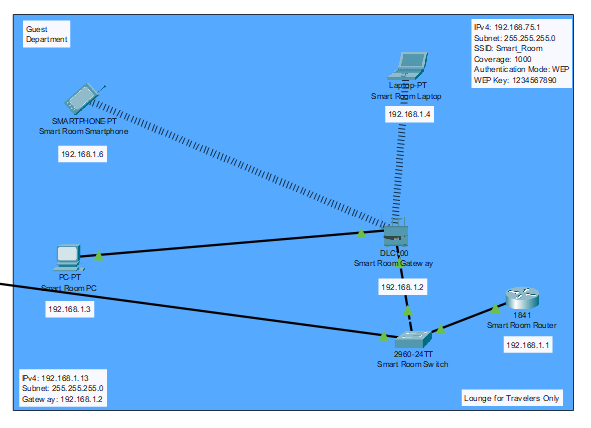 Guest
Department
IPv4: 192.168.75.1
Subnet: 255.255.255.0
SSID: Smart_Room
Coverage: 1000
Authentication Mode: WEP
WEP Key: 1234567890
Laptop-PT
Smart Room Laptop
192.168.1.4
SMARTPHONE-PT
Smart Room Smartphone
192.168.1.6
DLC100
Smart Room Gateway
192.168.1.2
PC-PT
Smart Room PC
192.168.1.3
1841
Smart Room Router
192.168.1.1
2960-24TT
Smart Room Switch
IPv4: 192.168.1.13
Subnet: 255.255.255.0
Gateway: 192.168.1.2
Lounge for Travelers Only